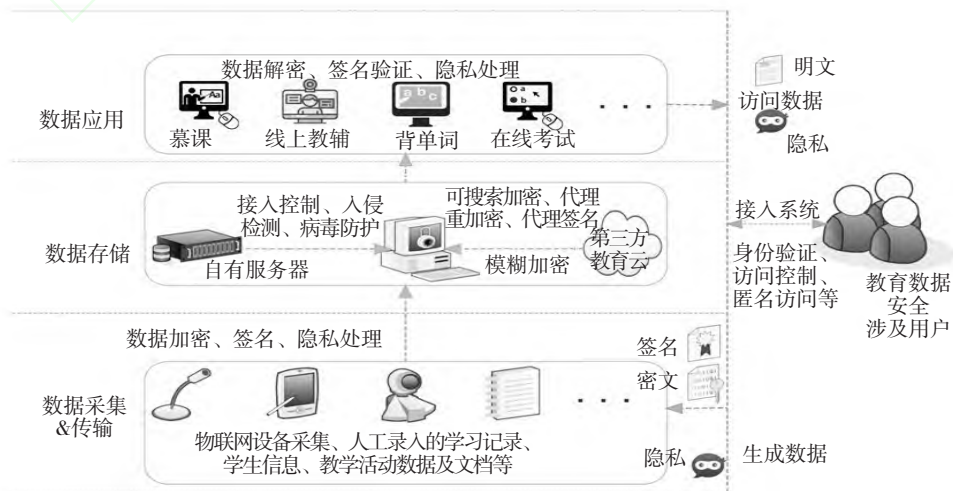 数据解密、签名验证、隐私处理
Aa
a b c
a
b
数据应用
慕课
线上教辅
背单词
在线考试
. . .
明文
访问数据
隐私
接入控制、入侵
检测、病毒防护
可搜索加密、代理
重加密、代理签名
数据存储
自有服务器
模糊加密
第三方
教育云
接入系统
身份验证、
访问控制、
匿名访问等
教育数据
安全
涉及用户
数据加密、签名、隐私处理
签名
密文
数据采集
&传输
. . .
物联网设备采集、人工录入的学习记录、
学生信息、教学活动数据及文档等
隐私
生成数据